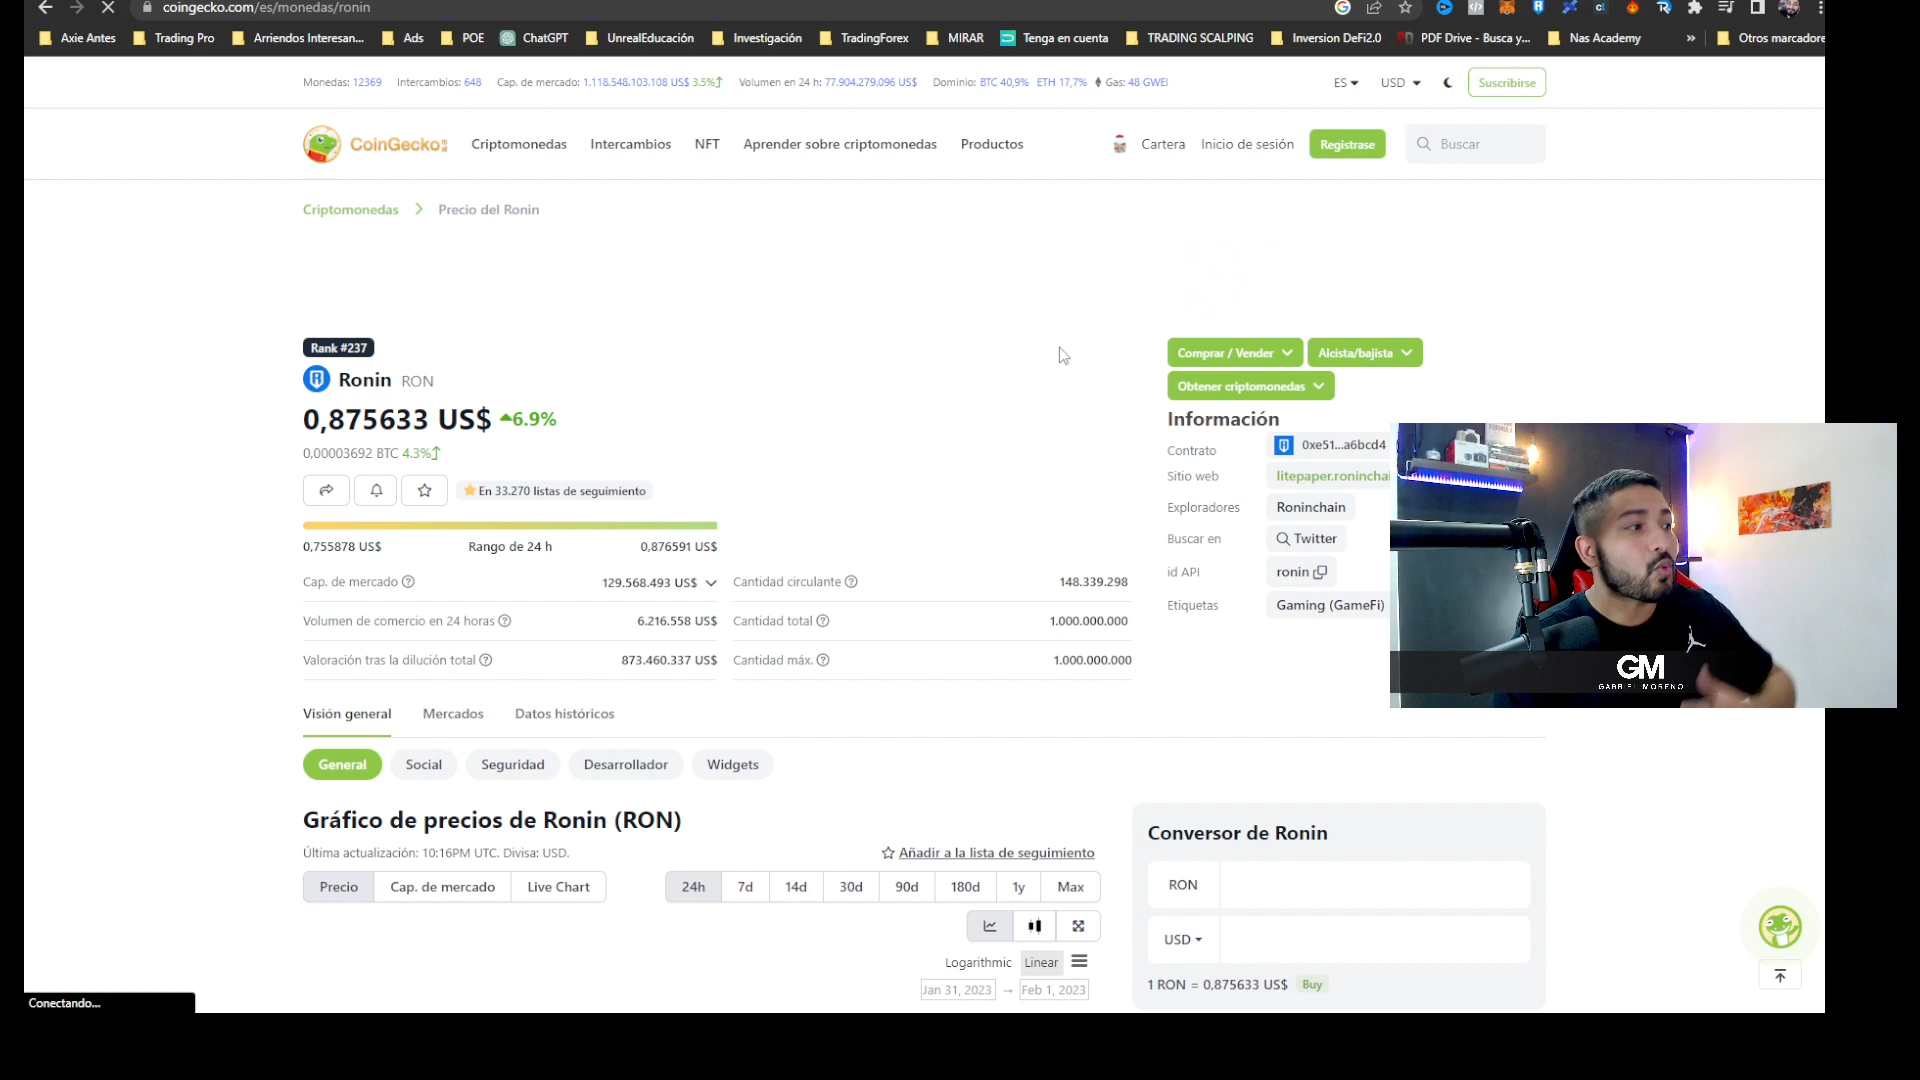 coingecko.com/es/monedas/ronin
Axie Antes Trading Pro Arriendos Interesan... Ads POE ChatGPT UnrealEducación Investigación TradingForex MIRAR Tenga en cuenta TRADING SCALPING Inversion DeFi2.0 PDF Drive - Busca y... Nas Academy » Otros marcadore
Monedas: 12369 Intercambios: 648 Cap. de mercado: 1.118.548.103.108 US$ 3.5% Volumen en 24 h: 77.904.279.096 US$ Dominio: BTC 40,9% ETH 17,7% Gas: 48 GWEI ES USD Suscribirse
CoinGecko Criptomonedas Intercambios NFT Aprender sobre criptomonedas Productos Cartera Inicio de sesión Regístrase Buscar
Criptomonedas > Precio del Ronin
Rank #237
Ronin RON
0,875633 US$ 6.9%
0,00003692 BTC 4.3%
En 33.270 listas de seguimiento
0,755878 US$ Rango de 24 h 0,876591 US$
Cap. de mercado 129.568.493 US$ Cantidad circulante 148.339.298
Volumen de comercio en 24 horas 6.216.558 US$ Cantidad total 1.000.000.000
Valoración tras la dilución total 873.460.337 US$ Cantidad máx. 1.000.000.000
Comprar / Vender Alcista/bajista
Obtener criptomonedas
Información
Contrato 0xe51...a6bcd4
Sitio web litepaper.roninchai
Exploradores Roninchain
Buscar en Twitter
id API ronin
Etiquetas Gaming (GameFi)
GM
GABRIEL MORENO
Visión general Mercados Datos históricos
General Social Seguridad Desarrollador Widgets
Gráfico de precios de Ronin (RON)
Última actualización: 10:16PM UTC. Divisa: USD.
Añadir a la lista de seguimiento
Precio Cap. de mercado Live Chart 24h 7d 14d 30d 90d 180d 1y Max
Logarithmic Linear
Jan 31, 2023 → Feb 1, 2023
Conversor de Ronin
RON
USD
1 RON = 0,875633 US$ Buy
Conectando...